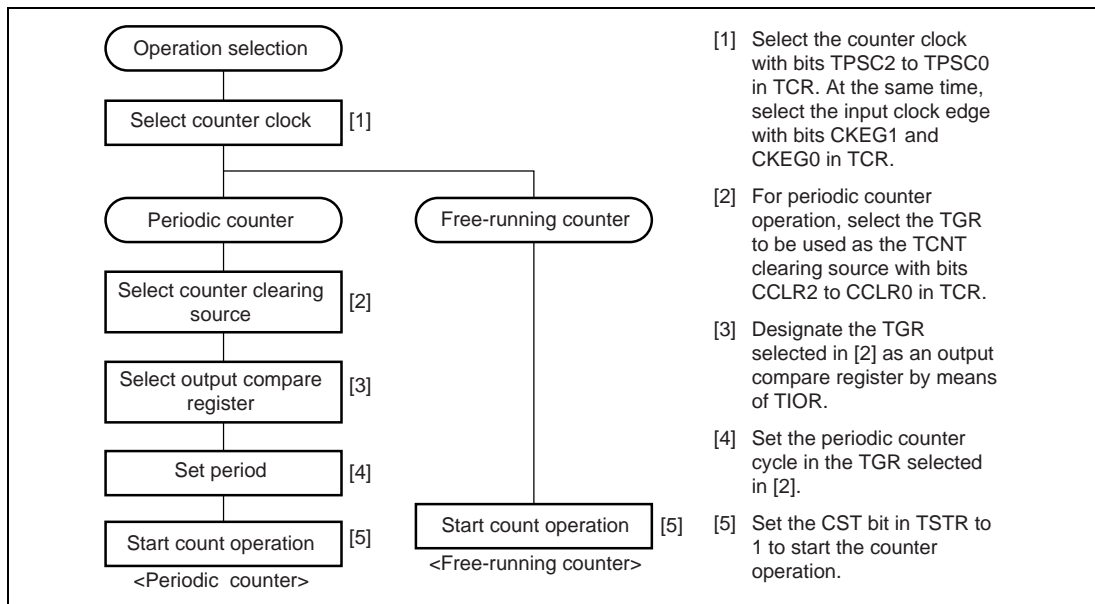 Operation selection
Select counter clock
[1]
Periodic counter
Free-running counter
Select counter clearing
source
[2]
Select output compare
register
[3]
Set period
[4]
Start count operation
[5]
<Periodic counter>
Start count operation
[5]
<Free-running counter>
[1] Select the counter clock
with bits TPSC2 to TPSC0
in TCR. At the same time,
select the input clock edge
with bits CKEG1 and
CKEG0 in TCR.
[2] For periodic counter
operation, select the TGR
to be used as the TCNT
clearing source with bits
CCLR2 to CCLR0 in TCR.
[3] Designate the TGR
selected in [2] as an output
compare register by means
of TIOR.
[4] Set the periodic counter
cycle in the TGR selected
in [2].
[5] Set the CST bit in TSTR to
1 to start the counter
operation.